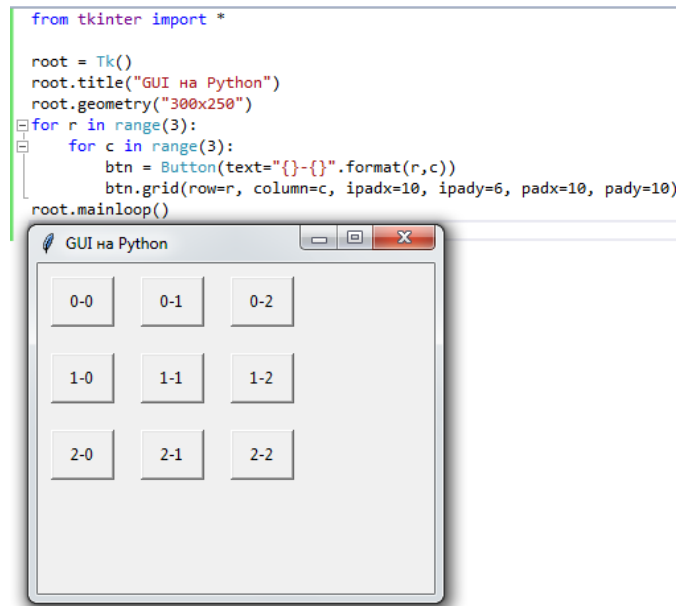 from tkinter import *
root = Tk()
root.title("GUI на Python")
root.geometry("300x250")
for r in range(3):
    for c in range(3):
        btn = Button(text="{}-{}".format(r,c))
        btn.grid(row=r, column=c, ipadx=10, ipady=6, padx=10, pady=10)
root.mainloop()
GUI на Python
0-0 0-1 0-2
1-0 1-1 1-2
2-0 2-1 2-2